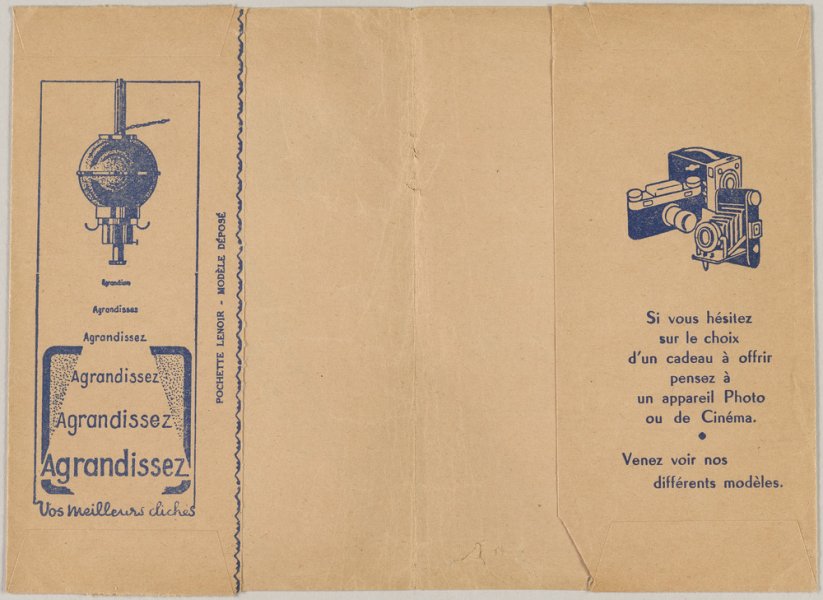 Agrandissez
Agrandissez
Agrandissez
Agrandissez
Agrandissez
Agrandissez
Vos meilleurs clichés
POCHETTE LENOIR - MODÈLE DÉPOSÉ
Si vous hésitez
sur le choix
d'un cadeau à offrir
pensez à
un appareil Photo
ou de Cinéma.
Venez voir nos
différents modèles.